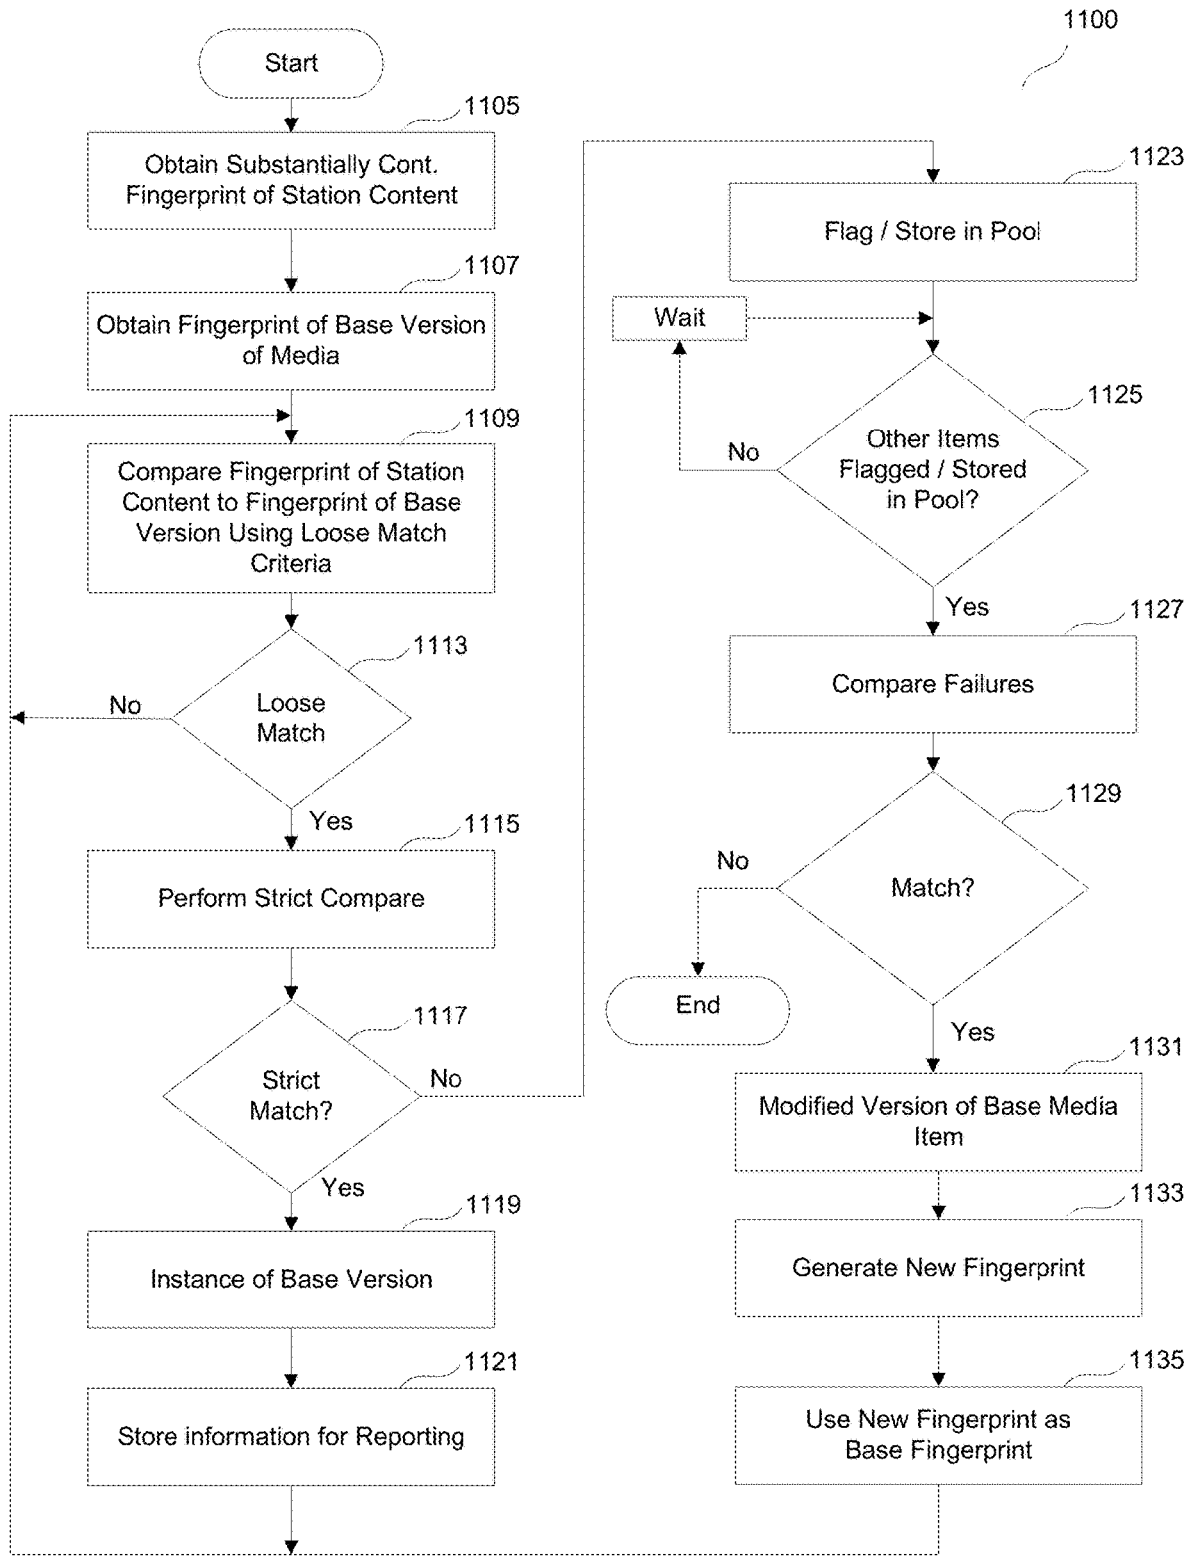 1100
Start
1105
Obtain Substantially Cont.
Fingerprint of Station Content
1107
Obtain Fingerprint of Base Version
of Media
1109
Compare Fingerprint of Station
Content to Fingerprint of Base
Version Using Loose Match
Criteria
1113
Loose
Match
No
Yes
1115
Perform Strict Compare
1117
Strict
Match?
No
Yes
1119
Instance of Base Version
1121
Store information for Reporting
1123
Flag / Store in Pool
Wait
1125
Other Items
Flagged / Stored
in Pool?
No
Yes
1127
Compare Failures
1129
Match?
No
End
Yes
1131
Modified Version of Base Media
Item
1133
Generate New Fingerprint
1135
Use New Fingerprint as
Base Fingerprint